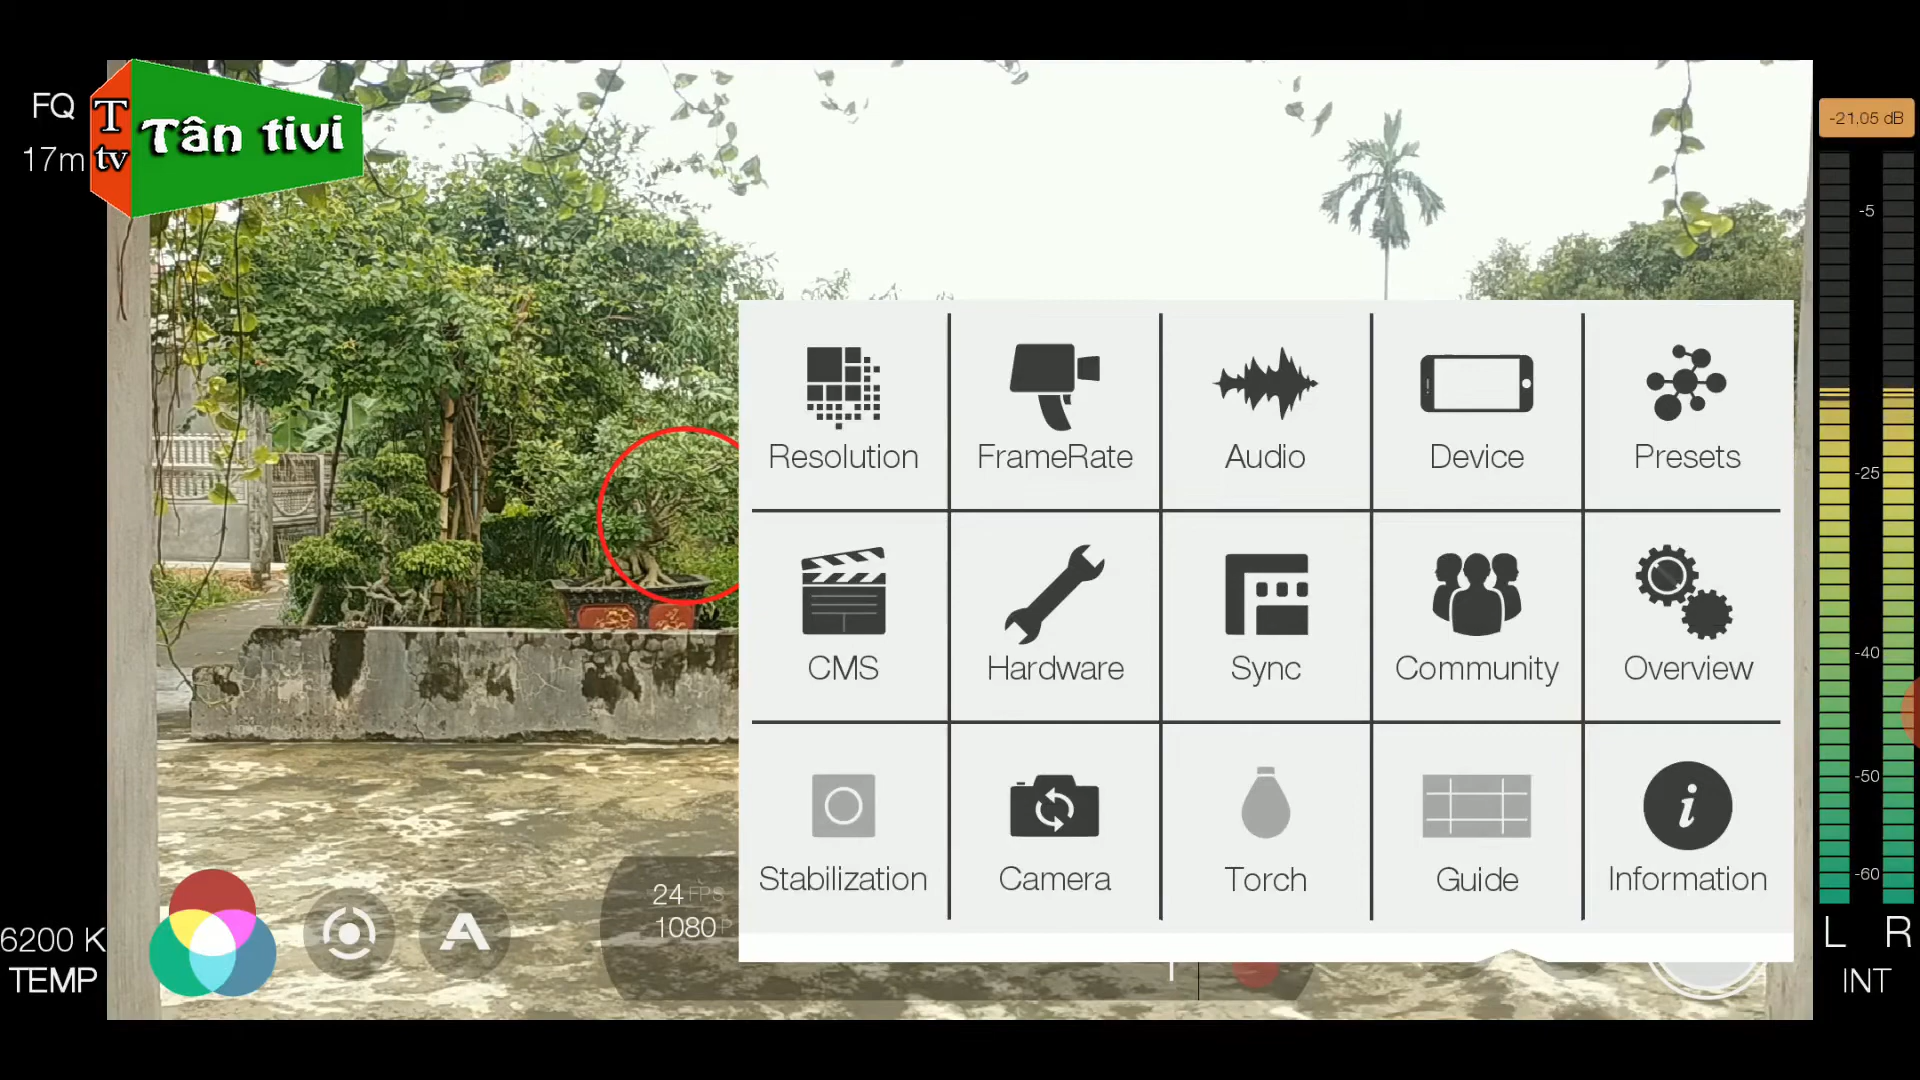 FQ
17m
T
tv
Tân tivi
-21.05 dB
-5
-25
-40
-50
-60
L R
INT
Resolution
FrameRate
Audio
Device
Presets
CMS
Hardware
Sync
Community
Overview
Stabilization
Camera
Torch
Guide
Information
24 FPS
1080 P
A
6200 K
TEMP